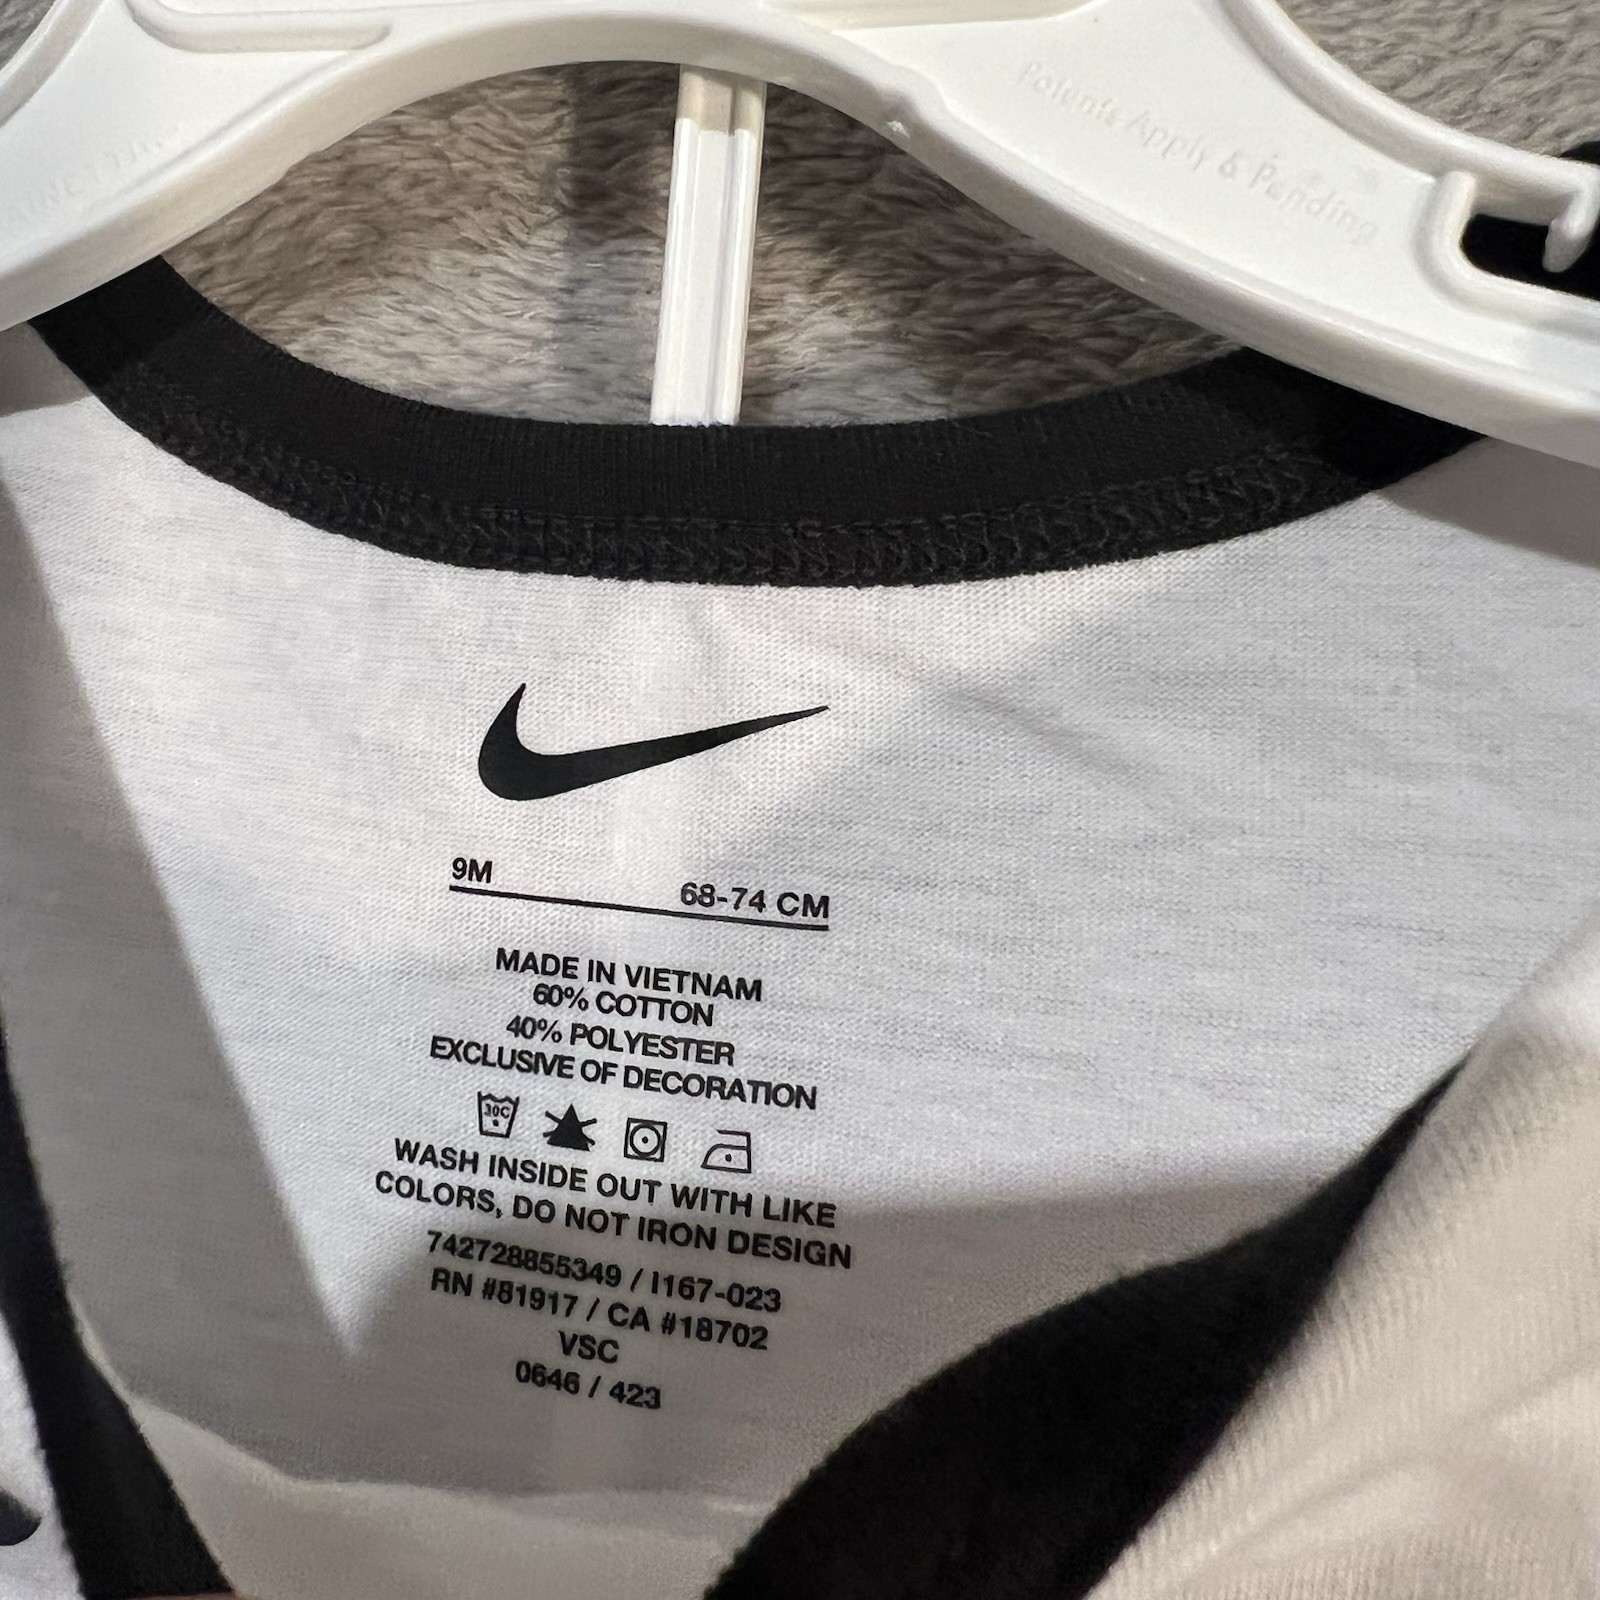 Patents Apply & Pending
9M
68-74 CM
MADE IN VIETNAM
60% COTTON
40% POLYESTER
EXCLUSIVE OF DECORATION
30C
WASH INSIDE OUT WITH LIKE
COLORS, DO NOT IRON DESIGN
742728855349 / I167-023
RN #81917 / CA #18702
VSC
0646 / 423